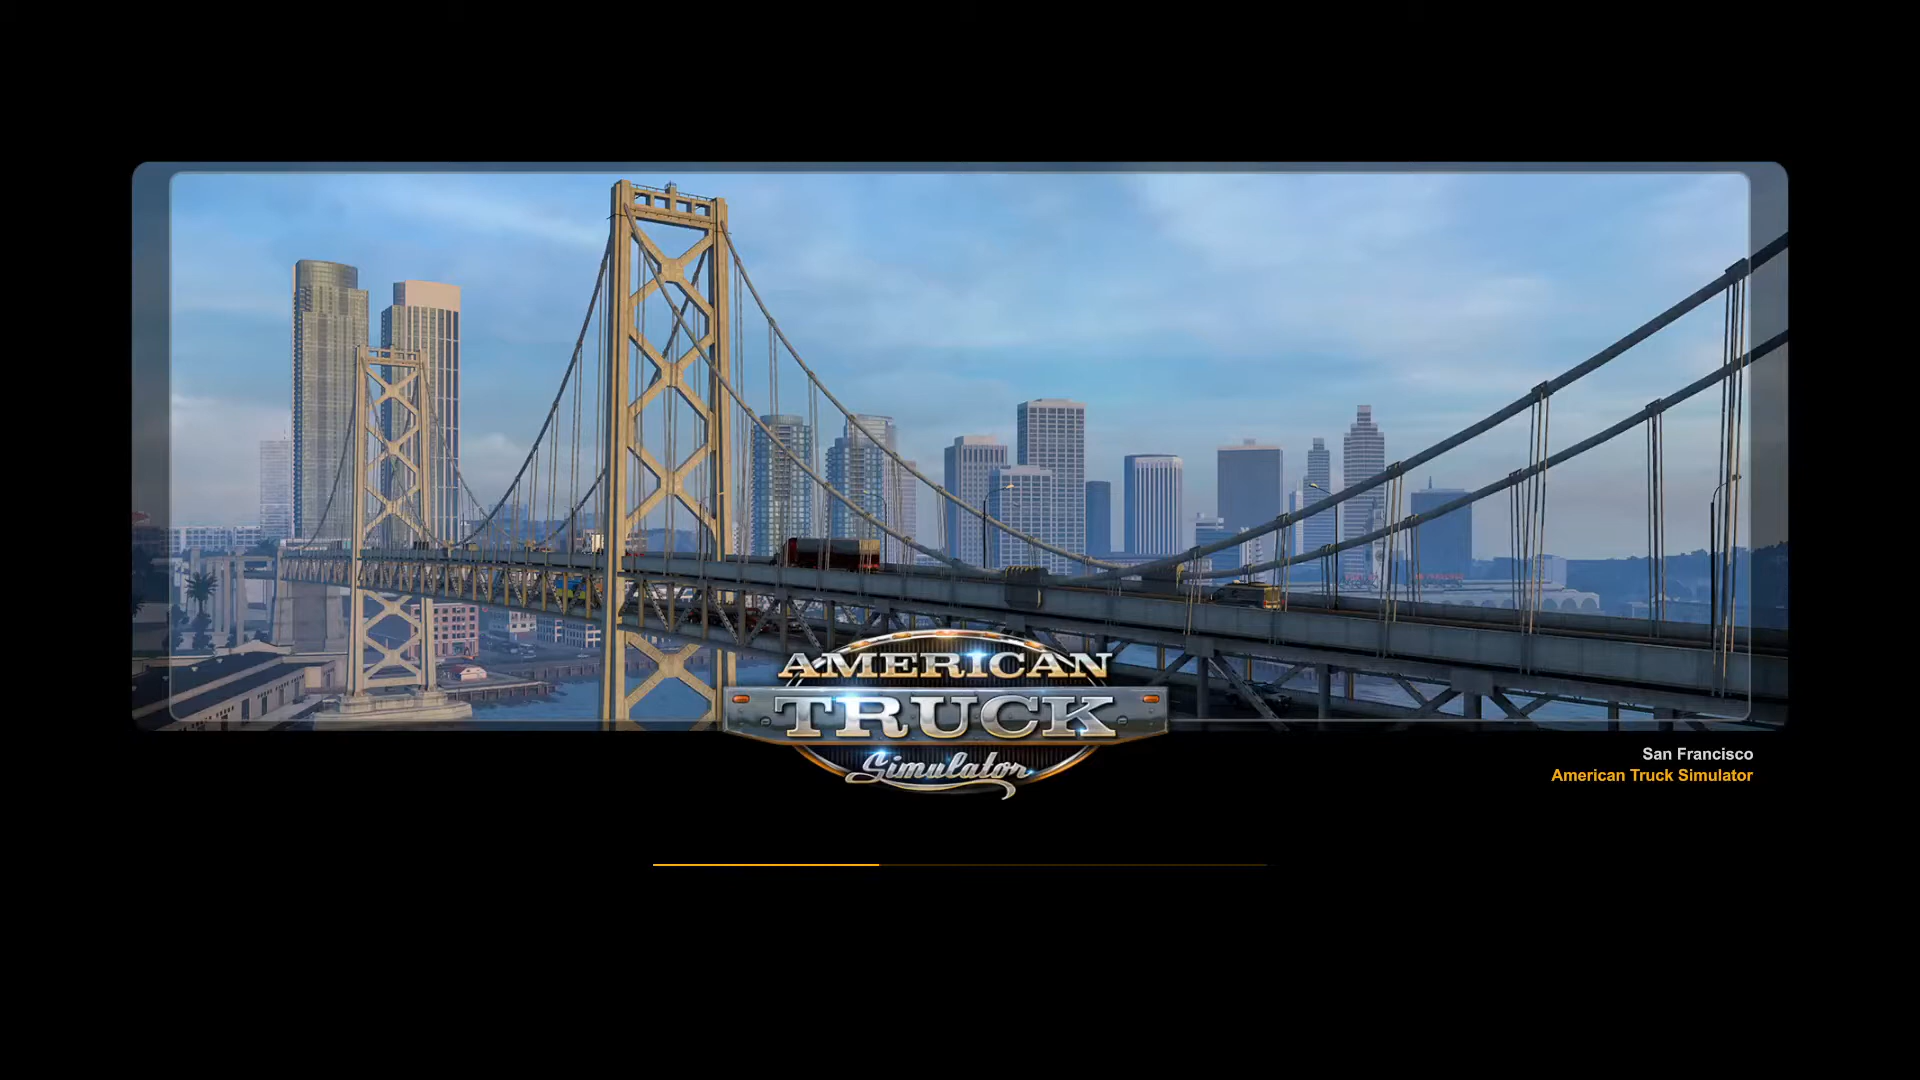 AMERICAN
TRUCK
Simulator
San Francisco
American Truck Simulator